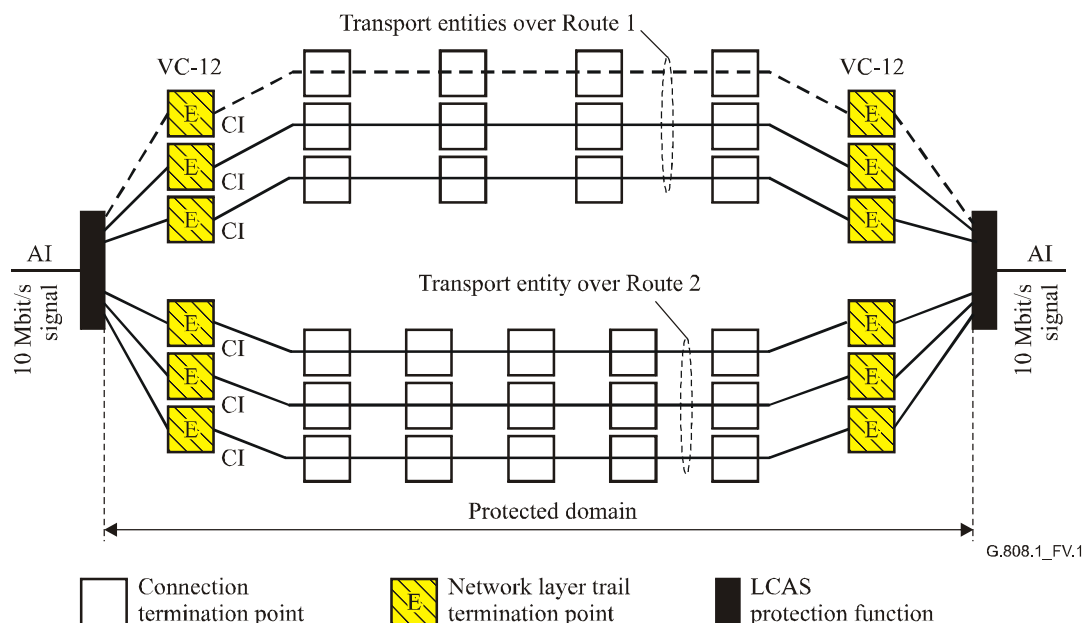 Transport entities over Route 1
VC-12
VC-12
E
CI
E
E
CI
E
E
CI
E
AI
10 Mbit/s
signal
AI
10 Mbit/s
signal
Transport entity over Route 2
E
CI
E
E
CI
E
E
CI
E
Protected domain
G.808.1_FV.1
Connection
termination point
E
Network layer trail
termination point
LCAS
protection function